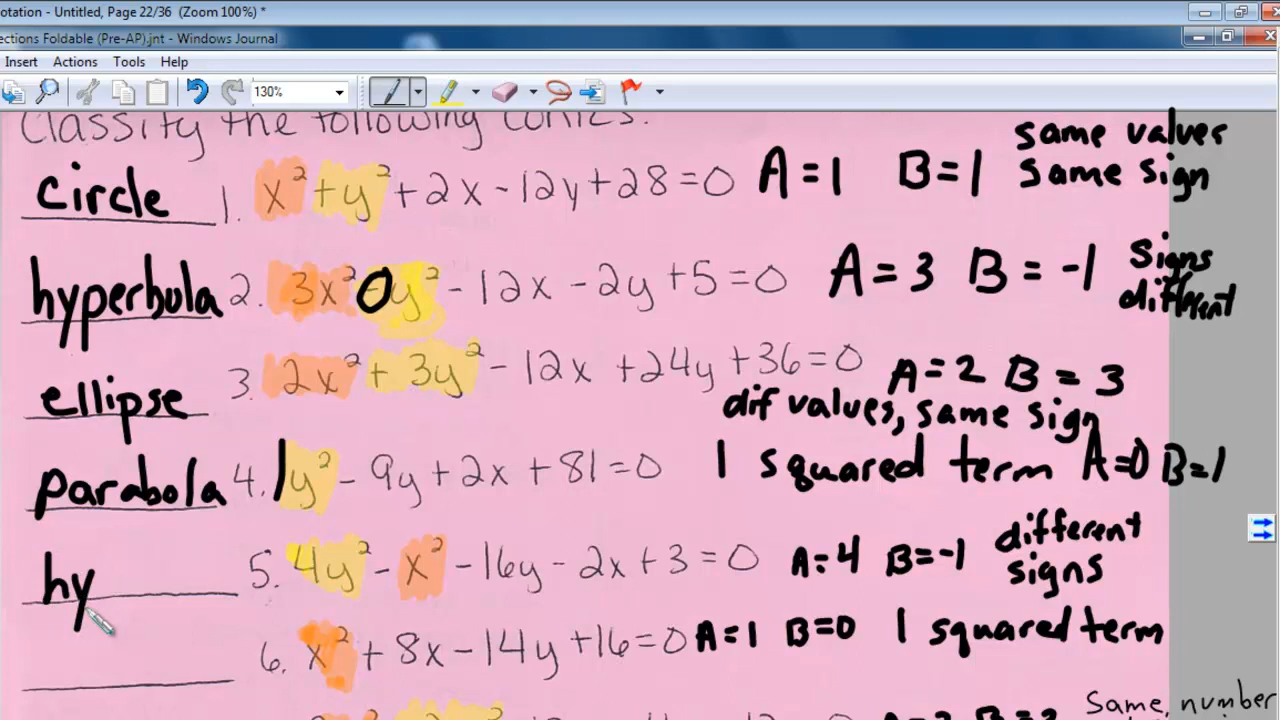 otation - Untitled, Page 22/36 (Zoom 100%) *
ections Foldable (Pre-AP).jnt - Windows Journal
Insert Actions Tools Help
130%
Classify the following conics.
circle 1. x² + y² + 2x - 12y + 28 = 0 A = 1 B = 1 same values same sign
hyperbula 2. 3x² - y² - 12x - 2y + 5 = 0 A = 3 B = -1 signs different
ellipse 3. 2x² + 3y² - 12x + 24y + 36 = 0 A = 2 B = 3
dif values, same sign
parabola 4. 1y² - 9y + 2x + 81 = 0 1 squared term A = 0 B = 1
hy 5. 4y² - x² - 16y - 2x + 3 = 0 A = 4 B = -1 different signs
6. x² + 8x - 14y + 16 = 0 A = 1 B = 0 1 squared term
Same, number